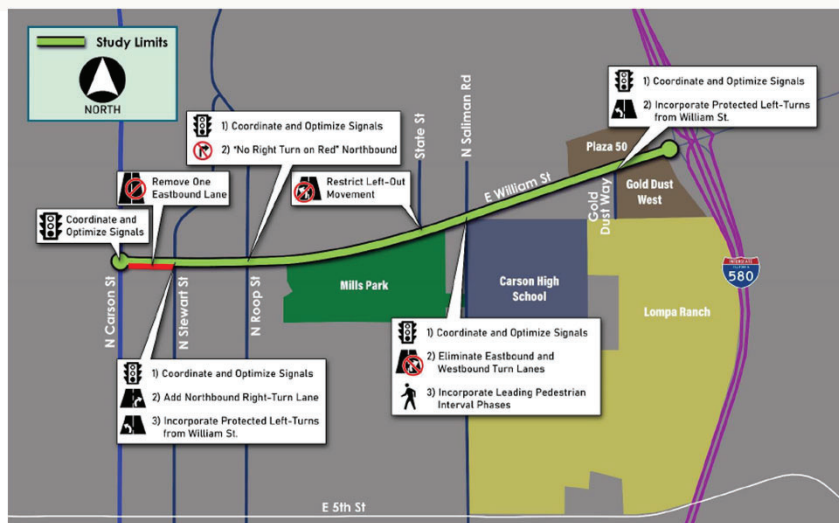 Study Limits
NORTH
1) Coordinate and Optimize Signals
2) Incorporate Protected Left-Turns
from William St.
1) Coordinate and Optimize Signals
2) "No Right Turn on Red" Northbound
State St
N Saliman Rd
Plaza 50
Remove One
Eastbound Lane
Restrict Left-Out
Movement
E William St
Gold
Dust Way
Gold Dust
West
Coordinate and
Optimize Signals
N Carson St
N Stewart St
N Roop St
Mills Park
Carson High
School
Lompa Ranch
INTERSTATE
CALIFORNIA
580
1) Coordinate and Optimize Signals
2) Add Northbound Right-Turn Lane
3) Incorporate Protected Left-Turns
from William St.
1) Coordinate and Optimize Signals
2) Eliminate Eastbound and
Westbound Turn Lanes
3) Incorporate Leading Pedestrian
Interval Phases
E 5th St